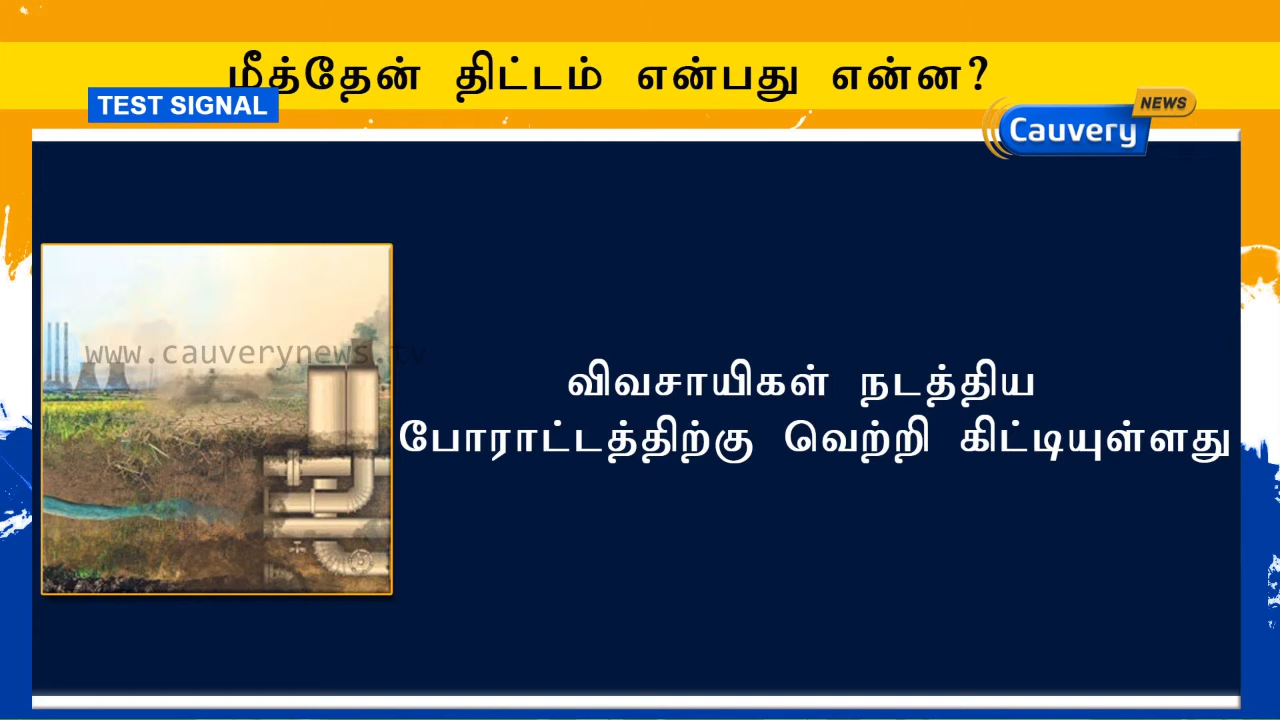 மீத்தேன் திட்டம் என்பது என்ன?
TEST SIGNAL
NEWS
Cauvery
www.cauverynews.tv
விவசாயிகள் நடத்திய
போராட்டத்திற்கு வெற்றி கிட்டியுள்ளது